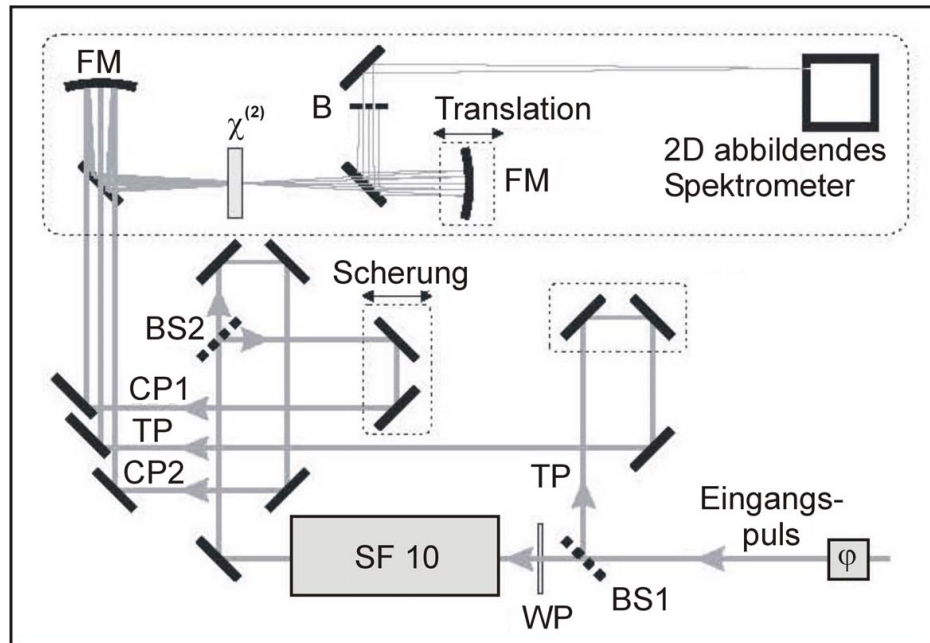 FM
χ(2)
B
Translation
FM
2D abbildendes
Spektrometer
Scherung
BS2
CP1
TP
CP2
TP
Eingangs-
puls
SF 10
φ
WP
BS1